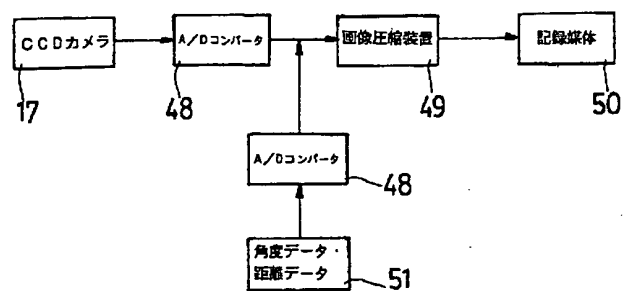 CCDカメラ
A/Dコンバータ
画像圧縮装置
記録媒体
17
48
49
50
A/Dコンバータ
48
角度データ・
距離データ
51